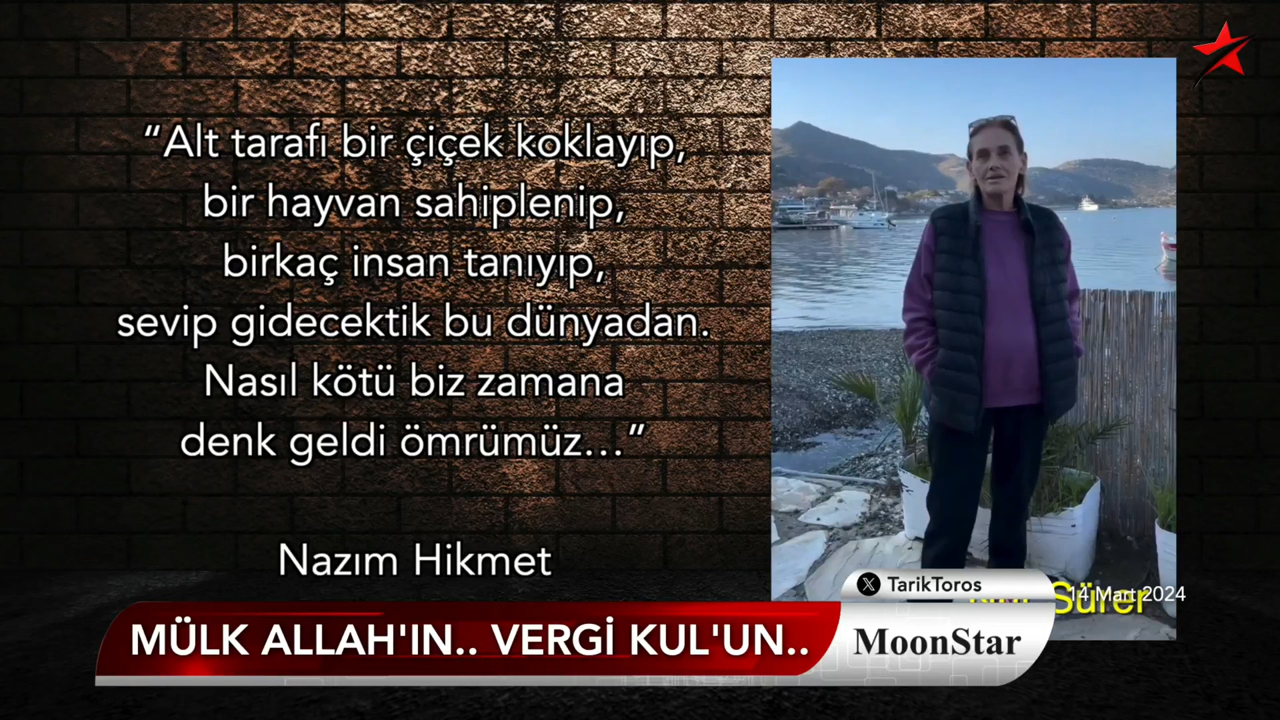 “Alt tarafı bir çiçek koklayıp,
bir hayvan sahiplenip,
birkaç insan tanıyıp,
sevip gidecektik bu dünyadan.
Nasıl kötü biz zamana
denk geldi ömrümüz...”
Nazım Hikmet
TarikToros
Sürer
14 Mart 2024
MÜLK ALLAH'IN.. VERGİ KUL'UN..
MoonStar